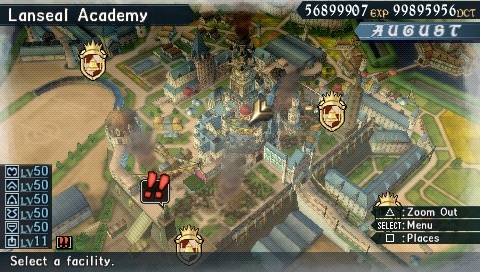 Lanseal Academy
56899907 EXP 99895956 DCT
AUGUST
LV50
LV50
LV50
LV50
LV50
LV11 !!
!!
△ :Zoom Out
SELECT:Menu
□ :Places
Select a facility.